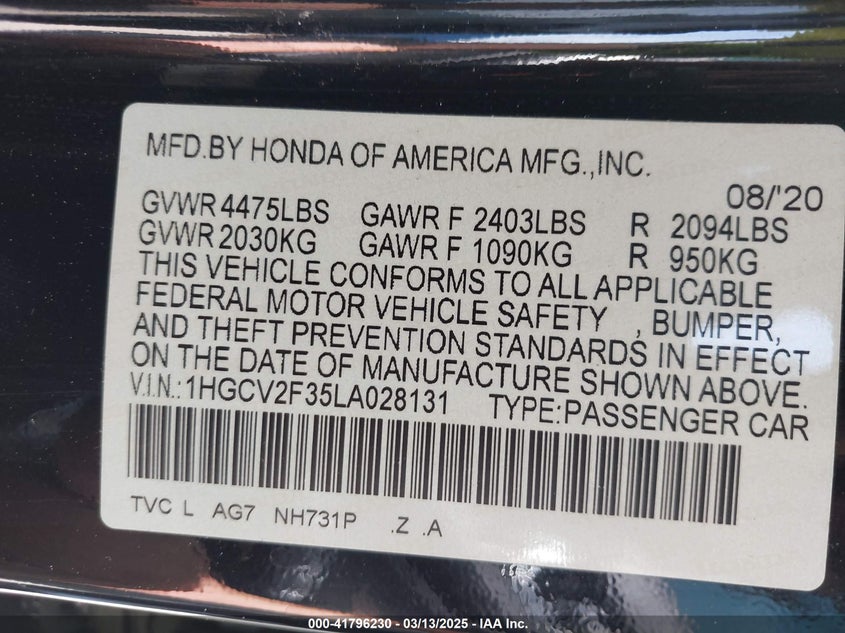 MFD.BY HONDA OF AMERICA MFG.,INC.
08/'20
GVWR 4475LBS GAWR F 2403LBS R 2094LBS
GVWR 2030KG GAWR F 1090KG R 950KG
THIS VEHICLE CONFORMS TO ALL APPLICABLE
FEDERAL MOTOR VEHICLE SAFETY , BUMPER,
AND THEFT PREVENTION STANDARDS IN EFFECT
ON THE DATE OF MANUFACTURE SHOWN ABOVE.
V.I.N.:1HGCV2F35LA028131 TYPE:PASSENGER CAR
TVC L AG7 NH731P .Z .A
000-41796230 - 03/13/2025 - IAA Inc.